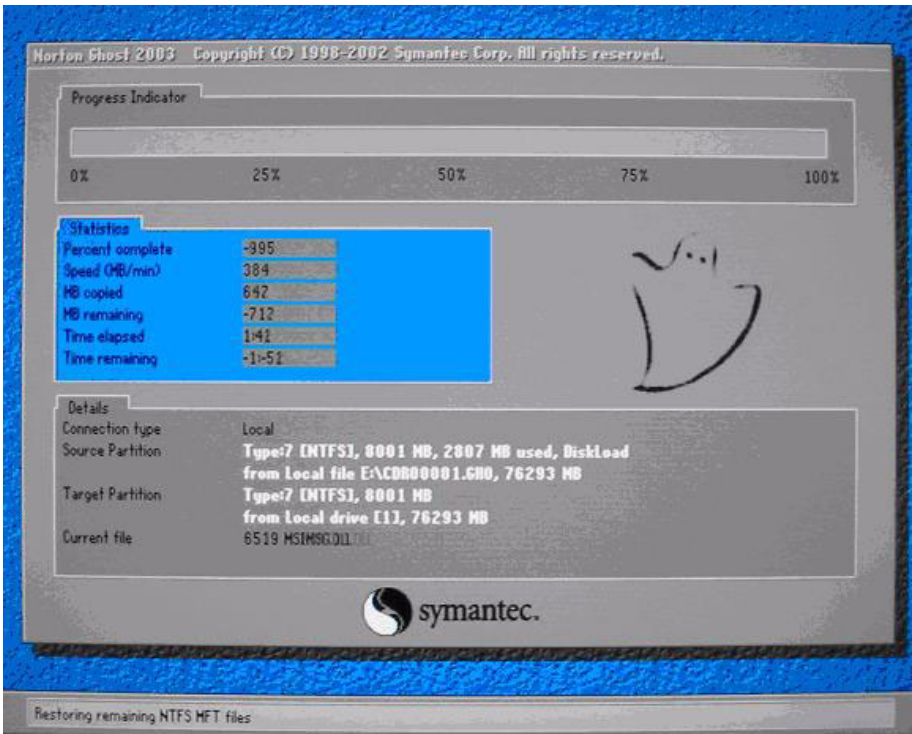 Norton Ghost 2003 Copyright (C) 1998-2002 Symantec Corp. All rights reserved.
Progress Indicator
0% 25% 50% 75% 100%
Statistics
Percent complete -995
Speed (MB/min) 384
MB copied 642
MB remaining -712
Time elapsed 1:41
Time remaining -1:-52
Details
Connection type Local
Source Partition Type:7 [NTFS], 8001 MB, 2807 MB used, DiskLoad
from Local file E:\CDR00001.GHO, 76293 MB
Target Partition Type:7 [NTFS], 8001 MB
from Local drive [1], 76293 MB
Current file 6519 MSIMSG.DLL
symantec.
Restoring remaining NTFS MFT files